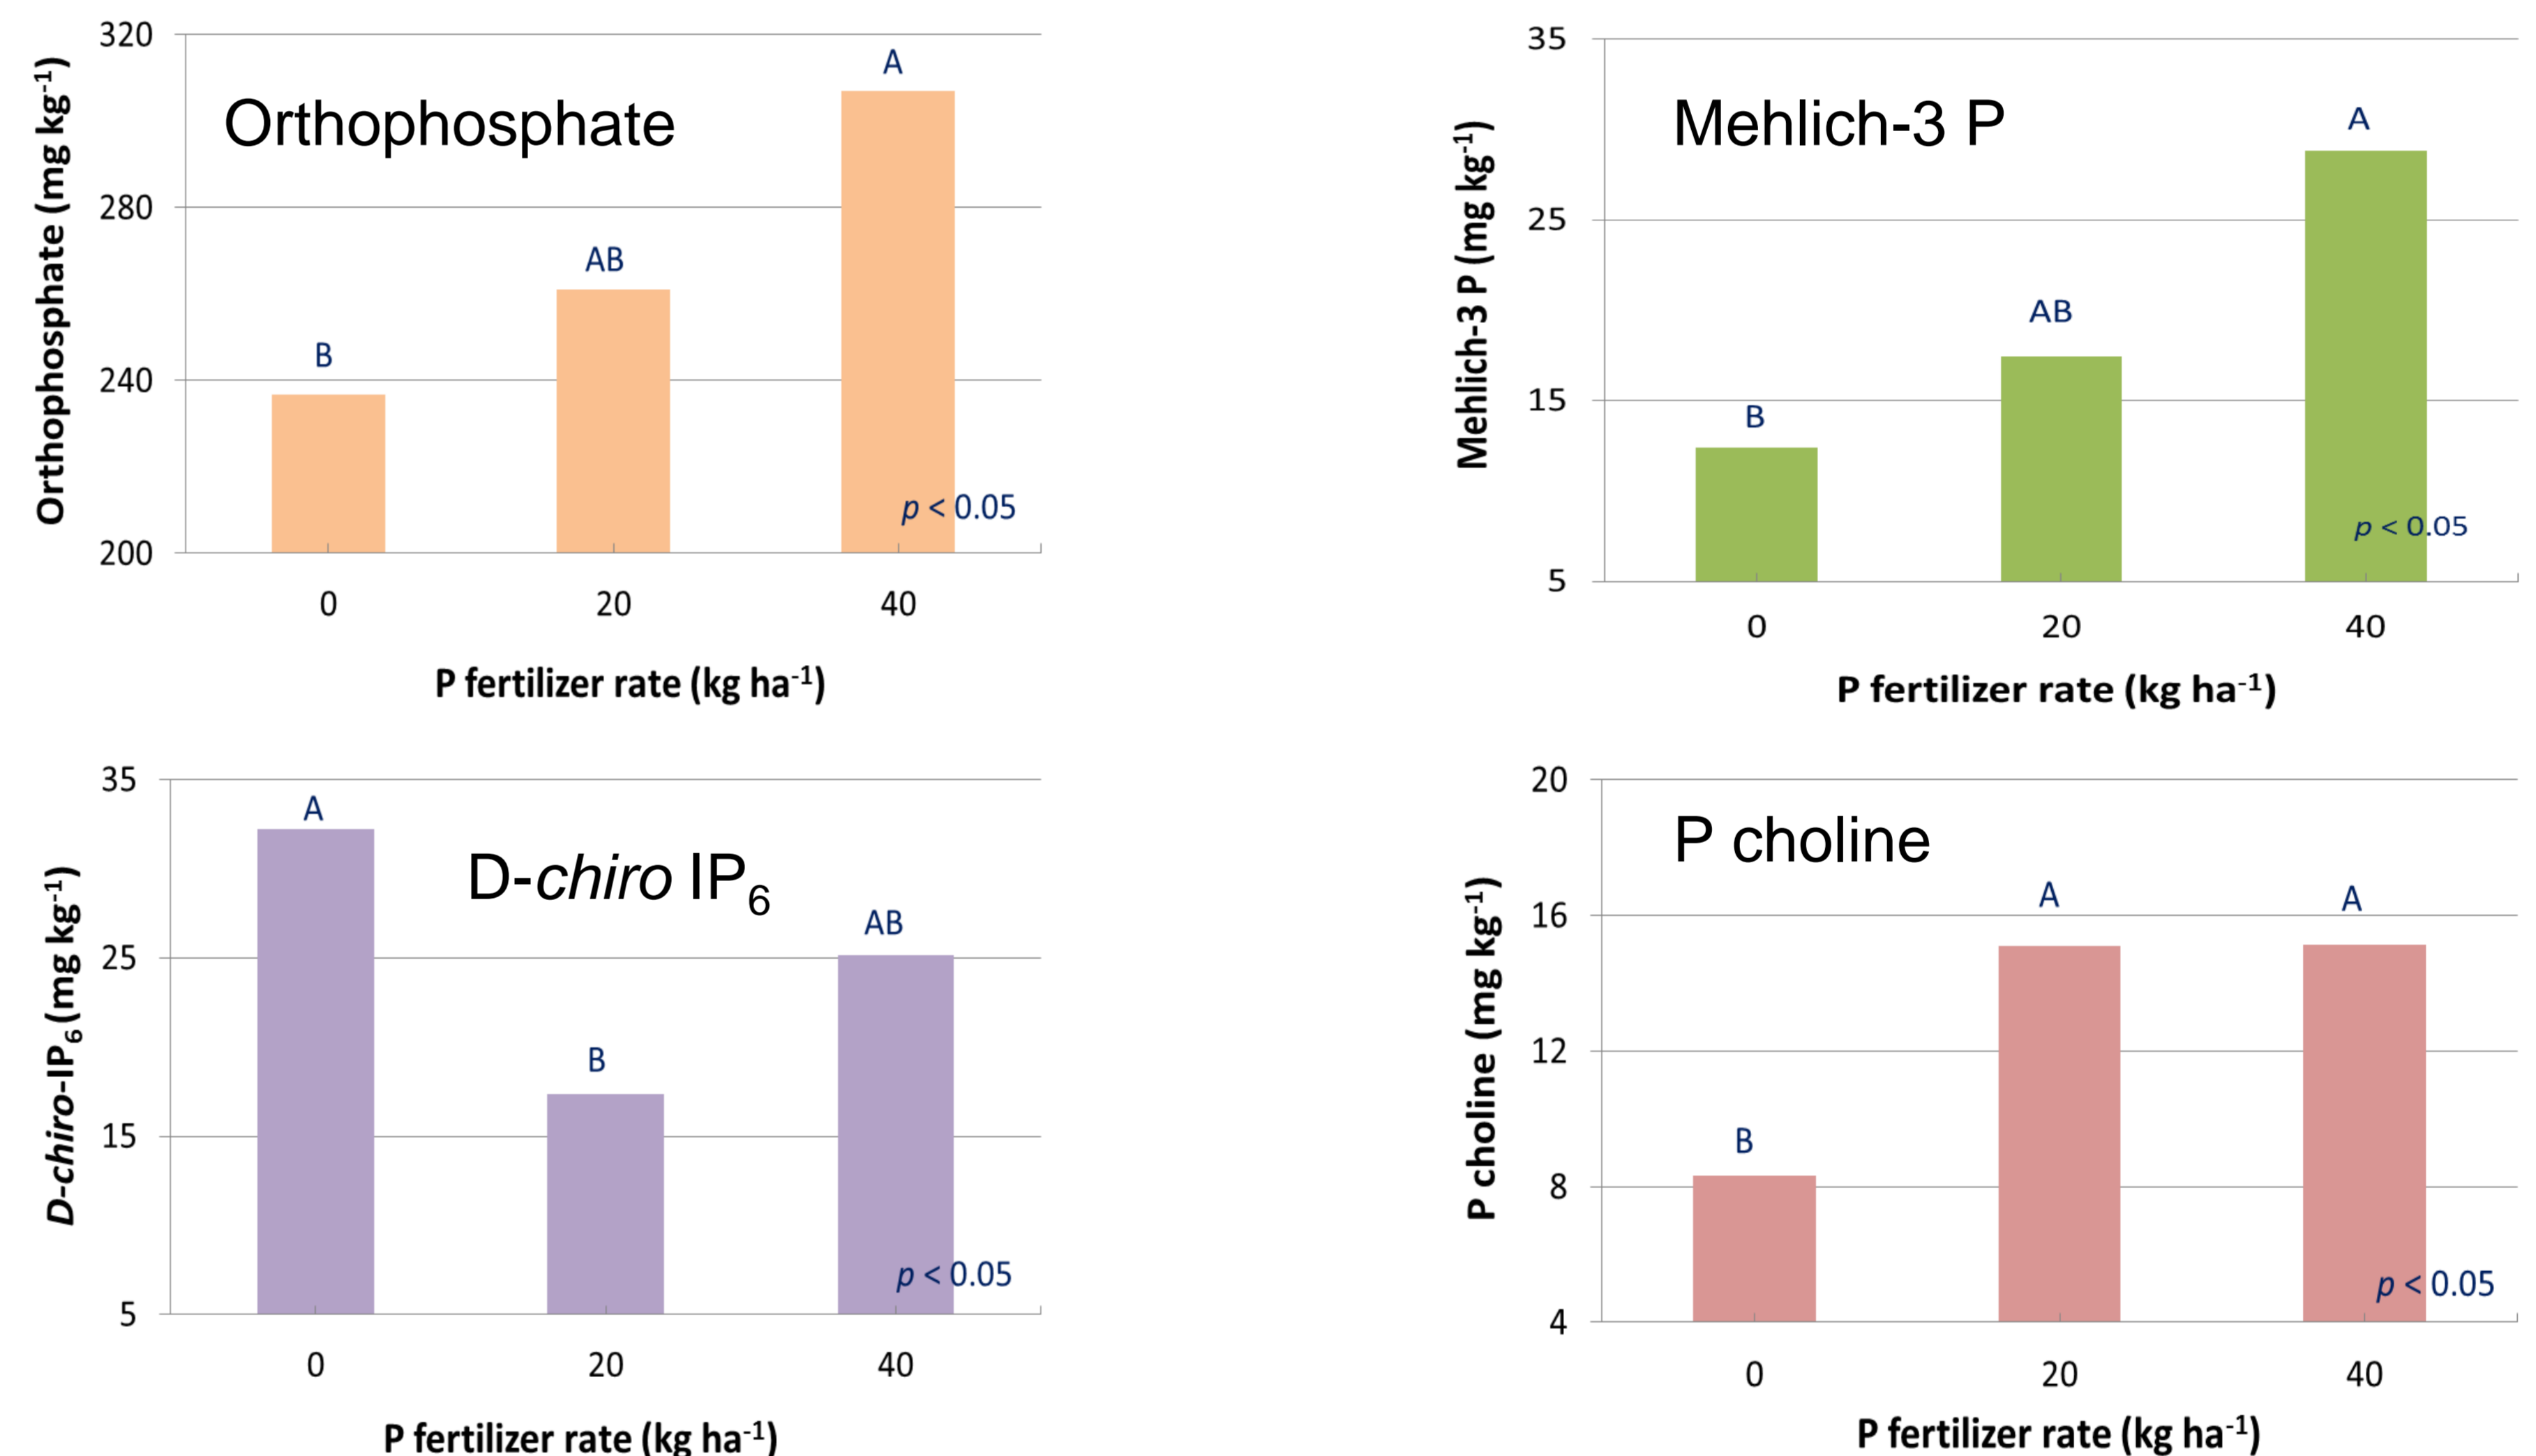 Orthophosphate (mg kg⁻¹)
320
280
240
200
Orthophosphate
B
AB
A
p < 0.05
0 20 40
P fertilizer rate (kg ha⁻¹)
Mehlich-3 P (mg kg⁻¹)
35
25
15
5
Mehlich-3 P
B
AB
A
p < 0.05
0 20 40
P fertilizer rate (kg ha⁻¹)
D-chiro-IP₆ (mg kg⁻¹)
35
25
15
5
D-chiro IP₆
A
B
AB
p < 0.05
0 20 40
P fertilizer rate (kg ha⁻¹)
P choline (mg kg⁻¹)
20
16
12
8
4
P choline
B
A
A
p < 0.05
0 20 40
P fertilizer rate (kg ha⁻¹)